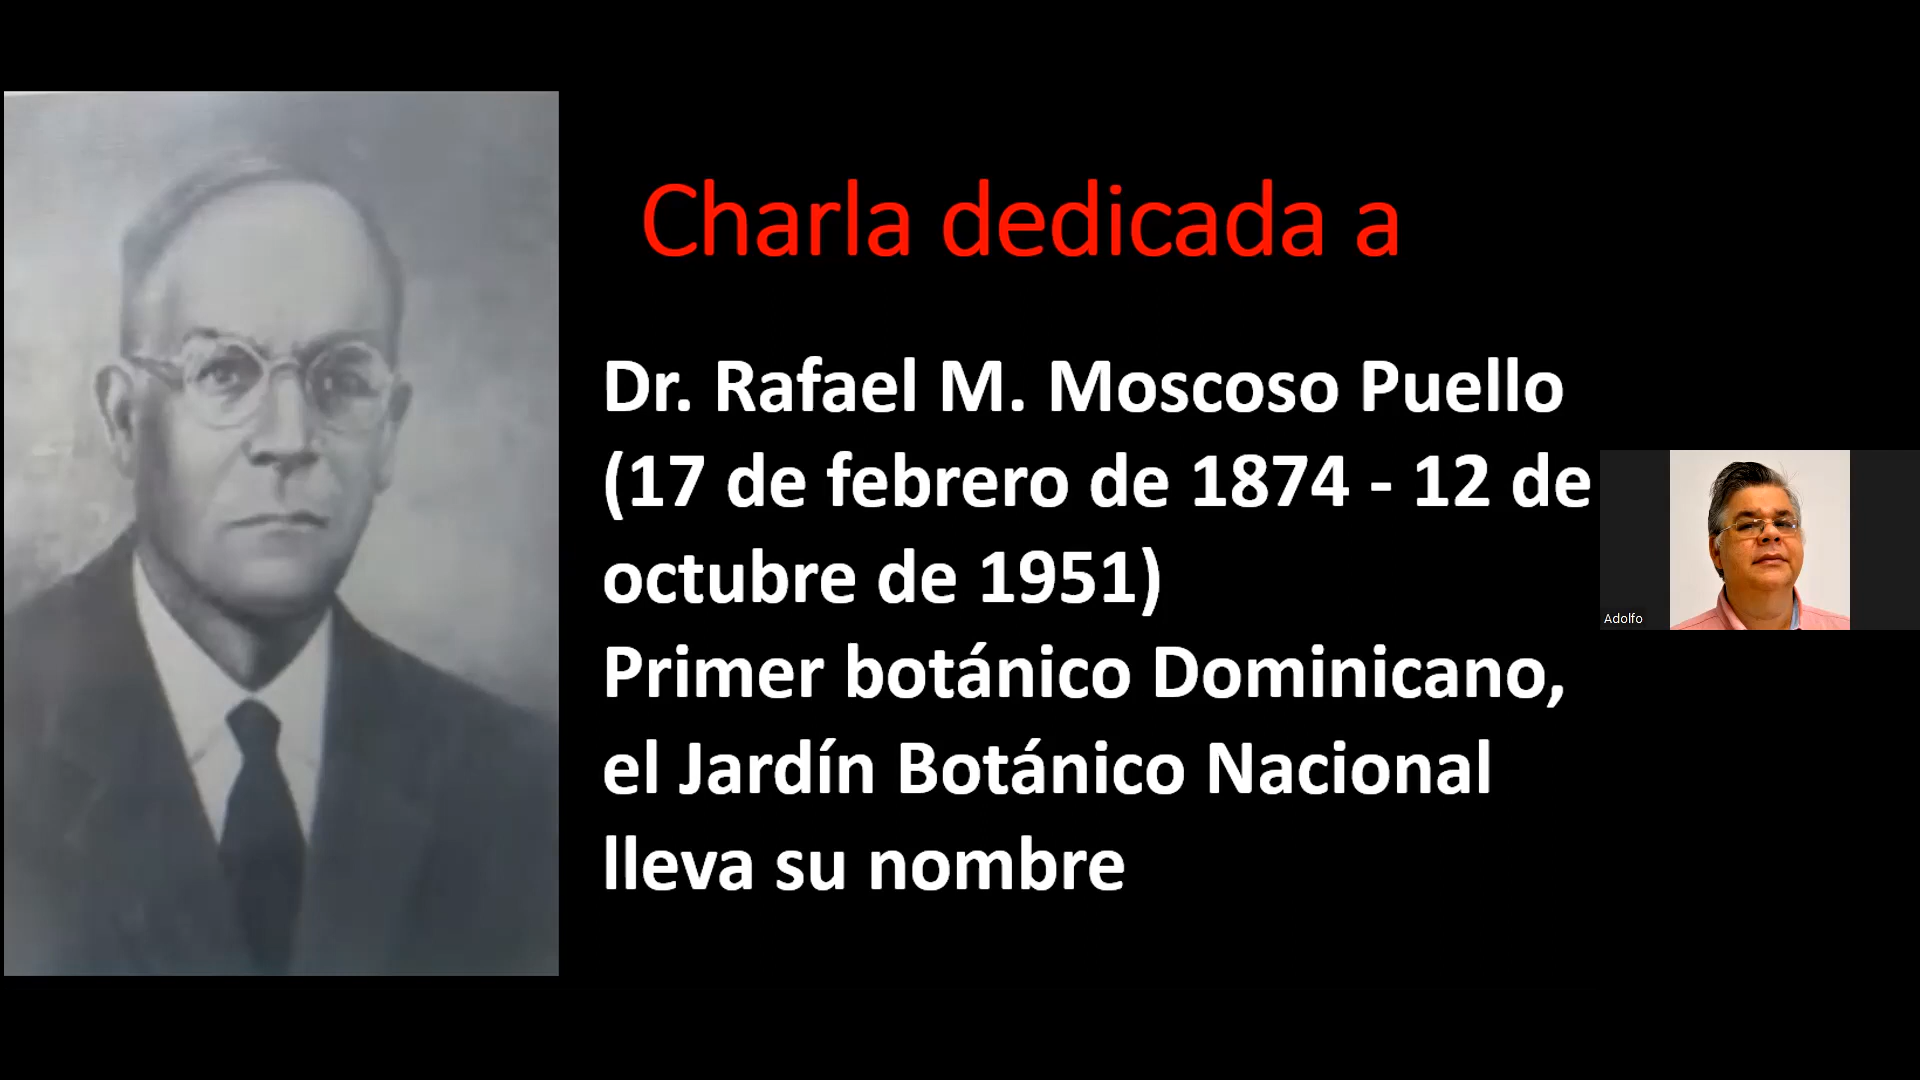 Charla dedicada a
Dr. Rafael M. Moscoso Puello
(17 de febrero de 1874 - 12 de
octubre de 1951)
Primer botánico Dominicano,
el Jardín Botánico Nacional
lleva su nombre
Adolfo